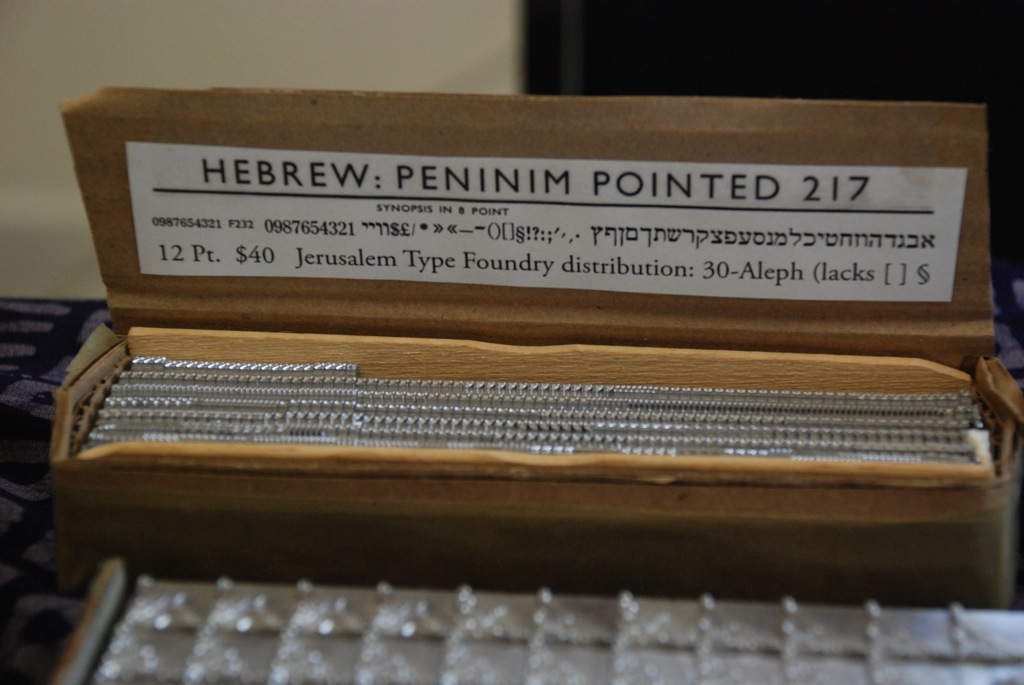 HEBREW: PENINIM POINTED 217
SYNOPSIS IN 8 POINT
0987654321 F232 0987654321 ״װױײ$£/*»«—־()[]§!?:;׳׳,. אבגדהוזחטיכלמנסעפצקרשתךםןףץ
12 Pt. $40 Jerusalem Type Foundry distribution: 30-Aleph (lacks [ ] §